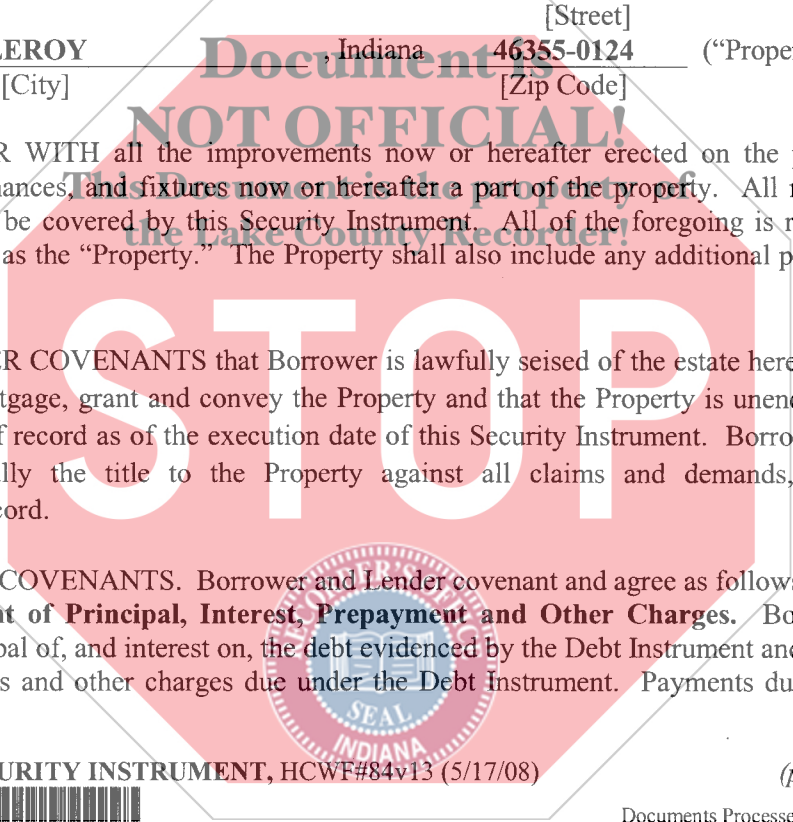 [Street]
LEROY , Indiana 46355-0124 (“Proper
[City] [Zip Code]
Document is
NOT OFFICIAL!
R WITH all the improvements now or hereafter erected on the
ances, and fixtures now or hereafter a part of the property. All
This Document is the property of
be covered by this Security Instrument. All of the foregoing is
the Lake County Recorder!
as the “Property.” The Property shall also include any additional p
STOP
ER COVENANTS that Borrower is lawfully seised of the estate here
tgage, grant and convey the Property and that the Property is unen
f record as of the execution date of this Security Instrument. Borro
lly the title to the Property against all claims and demands,
cord.
COVENANTS. Borrower and Lender covenant and agree as follows
nt of Principal, Interest, Prepayment and Other Charges. Bo
pal of, and interest on, the debt evidenced by the Debt Instrument and
s and other charges due under the Debt Instrument. Payments du
RECORDER'S OFFICE
SEAL
INDIANA
URITY INSTRUMENT, HCWF#84v13 (5/17/08)
Documents Processe